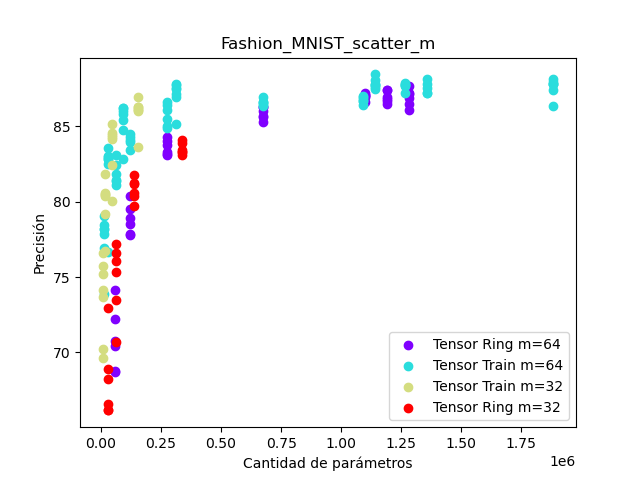 Fashion_MNIST_scatter_m
85
80
75
70
Precisión
0.00 0.25 0.50 0.75 1.00 1.25 1.50 1.75
1e6
Cantidad de parámetros
Tensor Ring m=64
Tensor Train m=64
Tensor Train m=32
Tensor Ring m=32